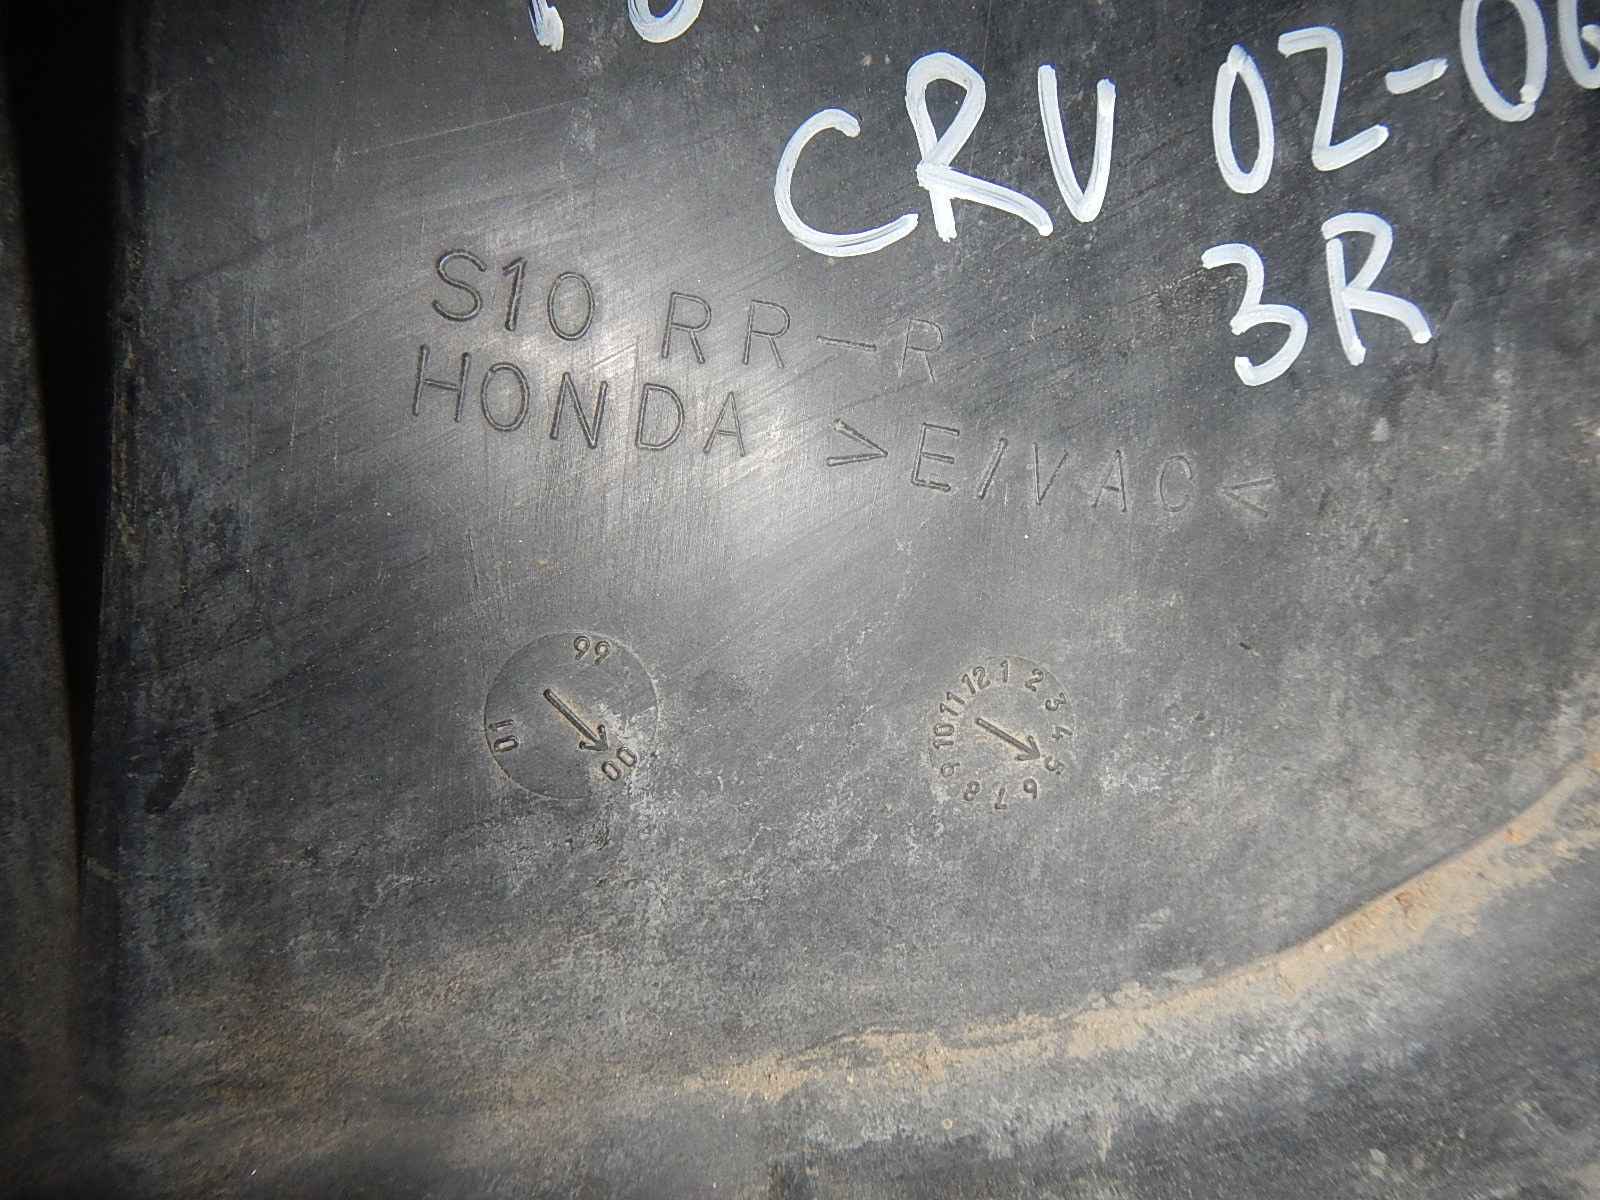 CRV 02-06
3R
S10 RR-R
HONDA >E/VAC<
99
00
01
1 2 3 4 5 6 7 8 9 10 11 12